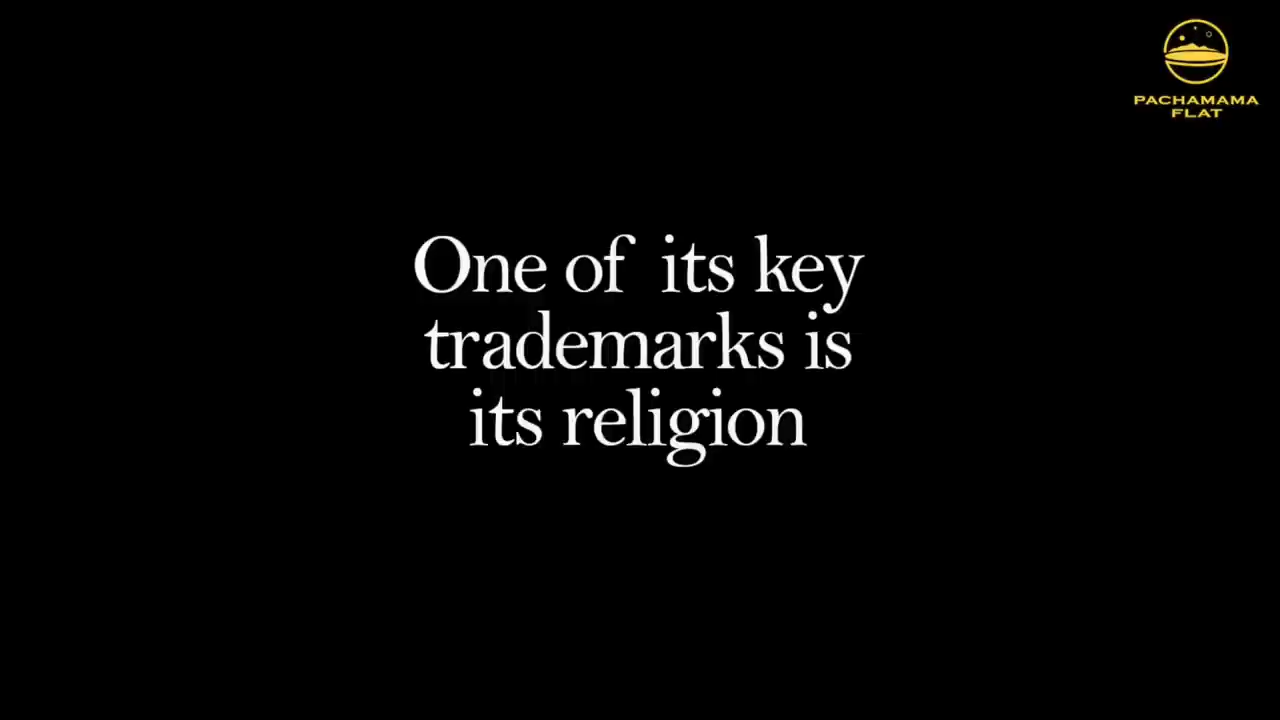 PACHAMAMA
FLAT
One of its key
trademarks is
its religion